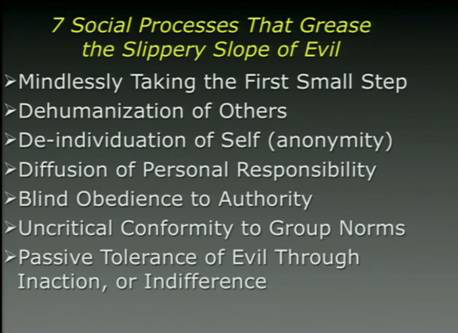 7 Social Processes That Grease
the Slippery Slope of Evil
➢Mindlessly Taking the First Small Step
➢Dehumanization of Others
➢De-individuation of Self (anonymity)
➢Diffusion of Personal Responsibility
➢Blind Obedience to Authority
➢Uncritical Conformity to Group Norms
➢Passive Tolerance of Evil Through
Inaction, or Indifference